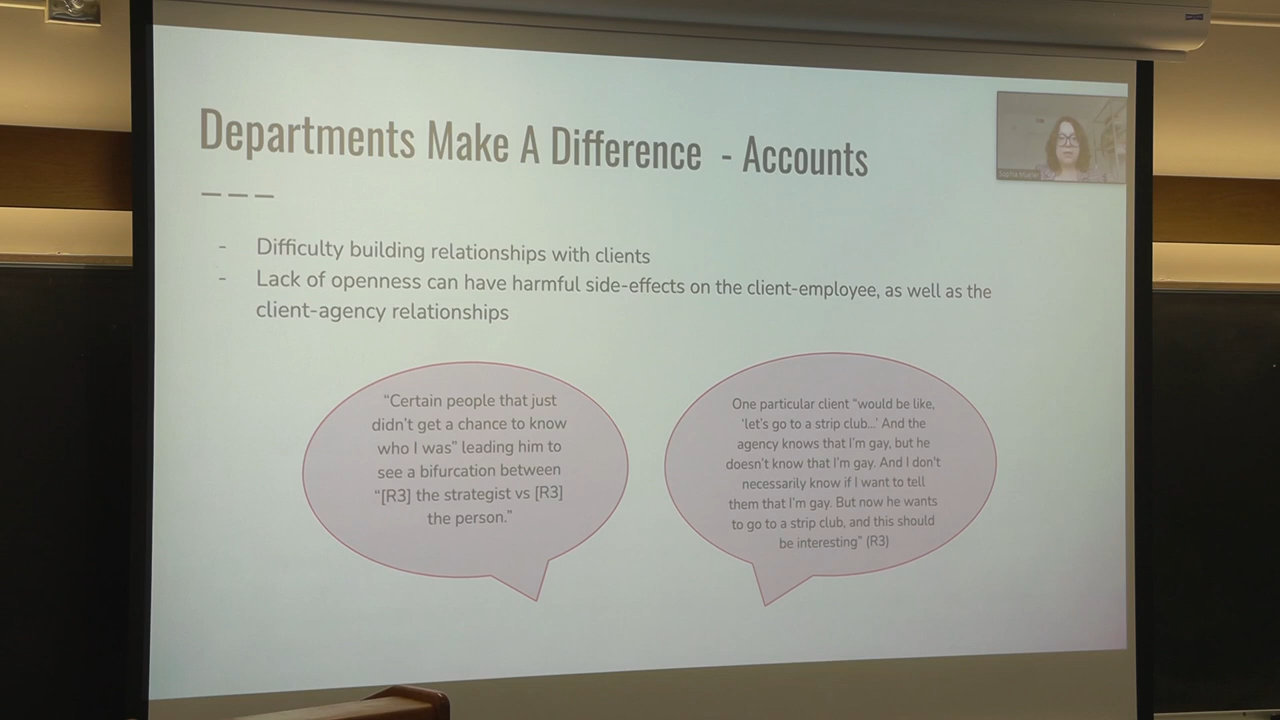 Departments Make A Difference - Accounts
- Difficulty building relationships with clients
- Lack of openness can have harmful side-effects on the client-employee, as well as the
client-agency relationships
“Certain people that just
didn't get a chance to know
who I was” leading him to
see a bifurcation between
“[R3] the strategist vs [R3]
the person.”
One particular client “would be like,
‘let's go to a strip club...’ And the
agency knows that I'm gay, but he
doesn't know that I'm gay. And I don't
necessarily know if I want to tell
them that I'm gay. But now he wants
to go to a strip club, and this should
be interesting” (R3)